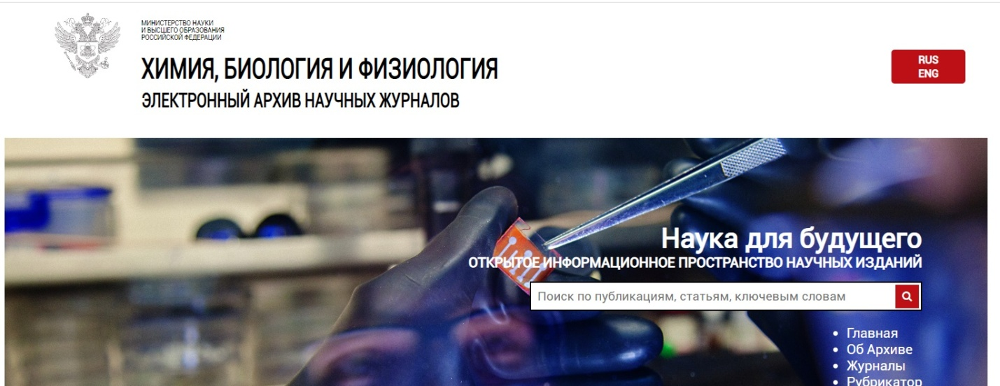 МИНИСТЕРСТВО НАУКИ
И ВЫСШЕГО ОБРАЗОВАНИЯ
РОССИЙСКОЙ ФЕДЕРАЦИИ
ХИМИЯ, БИОЛОГИЯ И ФИЗИОЛОГИЯ
ЭЛЕКТРОННЫЙ АРХИВ НАУЧНЫХ ЖУРНАЛОВ
RUS
ENG
Наука для будущего
ОТКРЫТОЕ ИНФОРМАЦИОННОЕ ПРОСТРАНСТВО НАУЧНЫХ ИЗДАНИЙ
Поиск по публикациям, статьям, ключевым словам
Главная
Об Архиве
Журналы
Рубрикатор